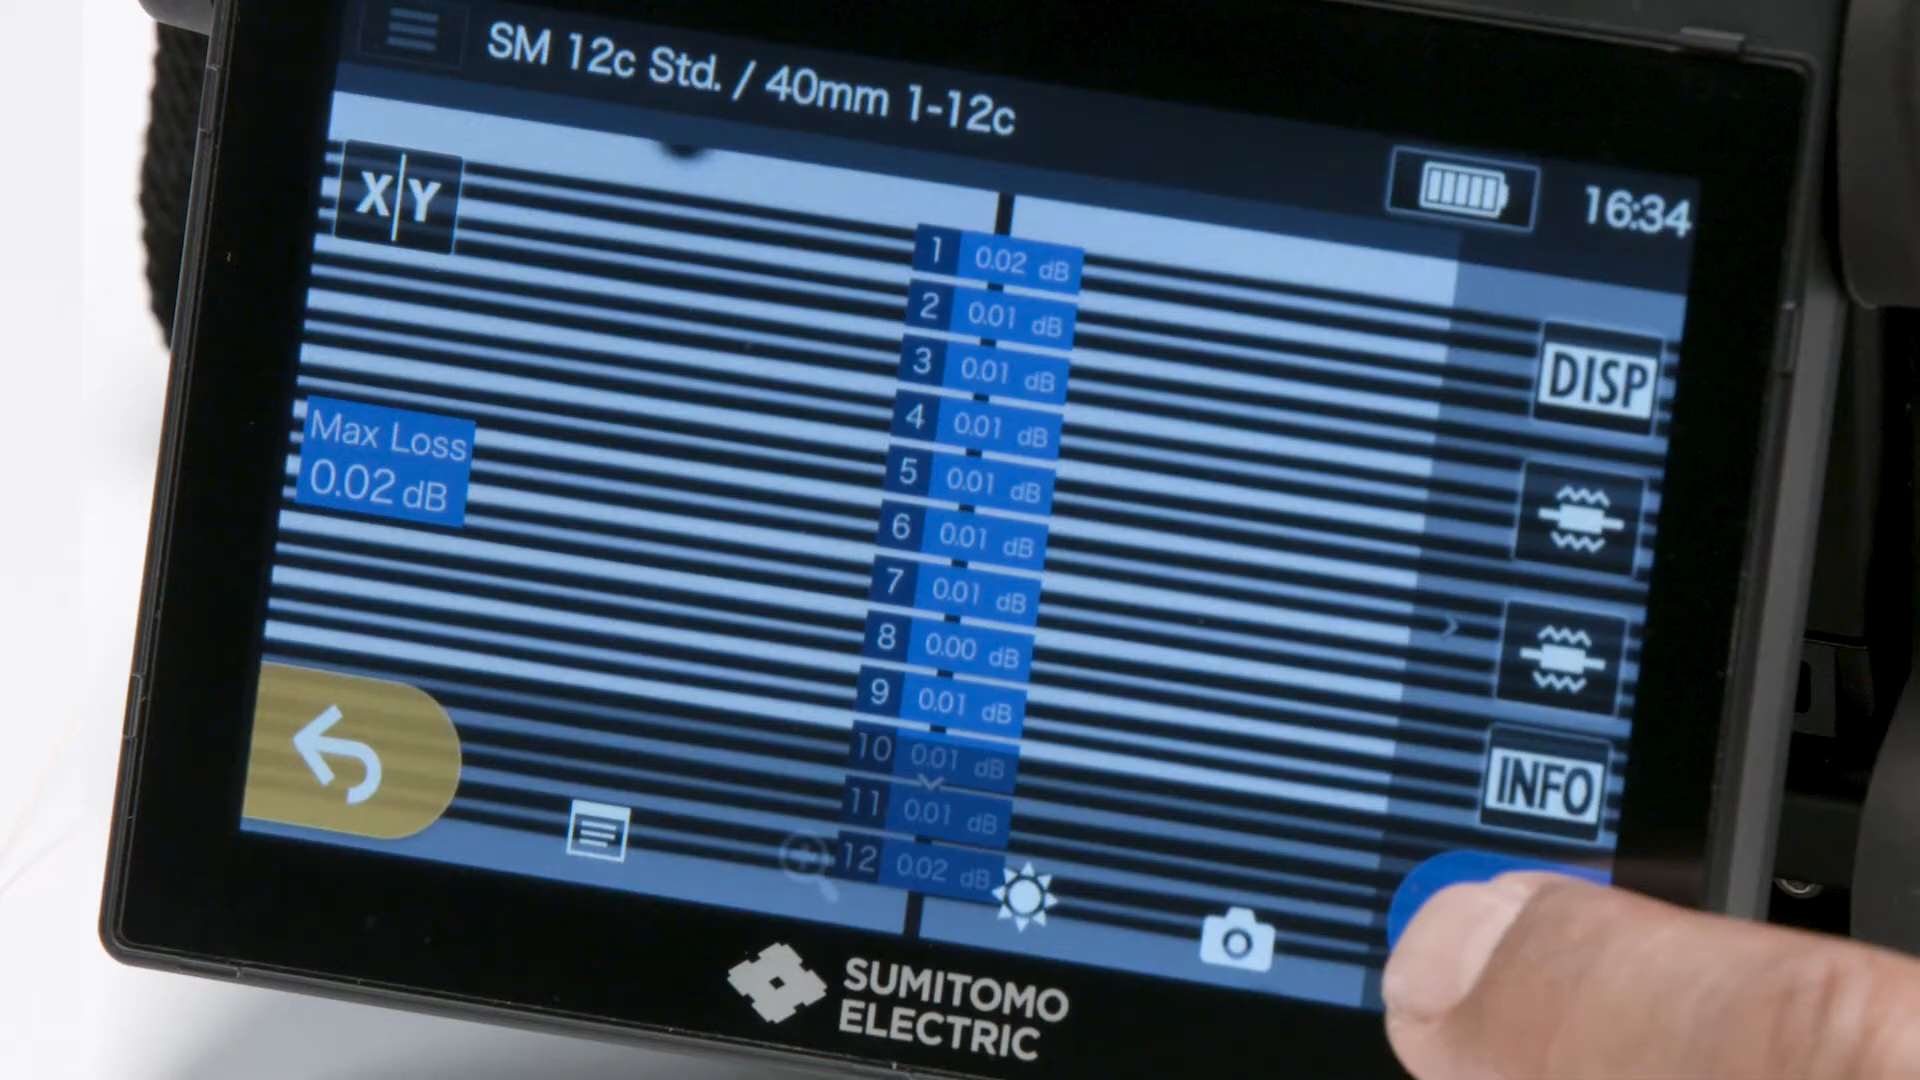 SM 12c Std. / 40mm 1-12c
16:34
X|Y
1 0.02 dB
2 0.01 dB
3 0.01 dB
4 0.01 dB
5 0.01 dB
6 0.01 dB
7 0.01 dB
8 0.00 dB
9 0.01 dB
10 0.01 dB
11 0.01 dB
12 0.02 dB
Max Loss
0.02 dB
DISP
INFO
SUMITOMO
ELECTRIC